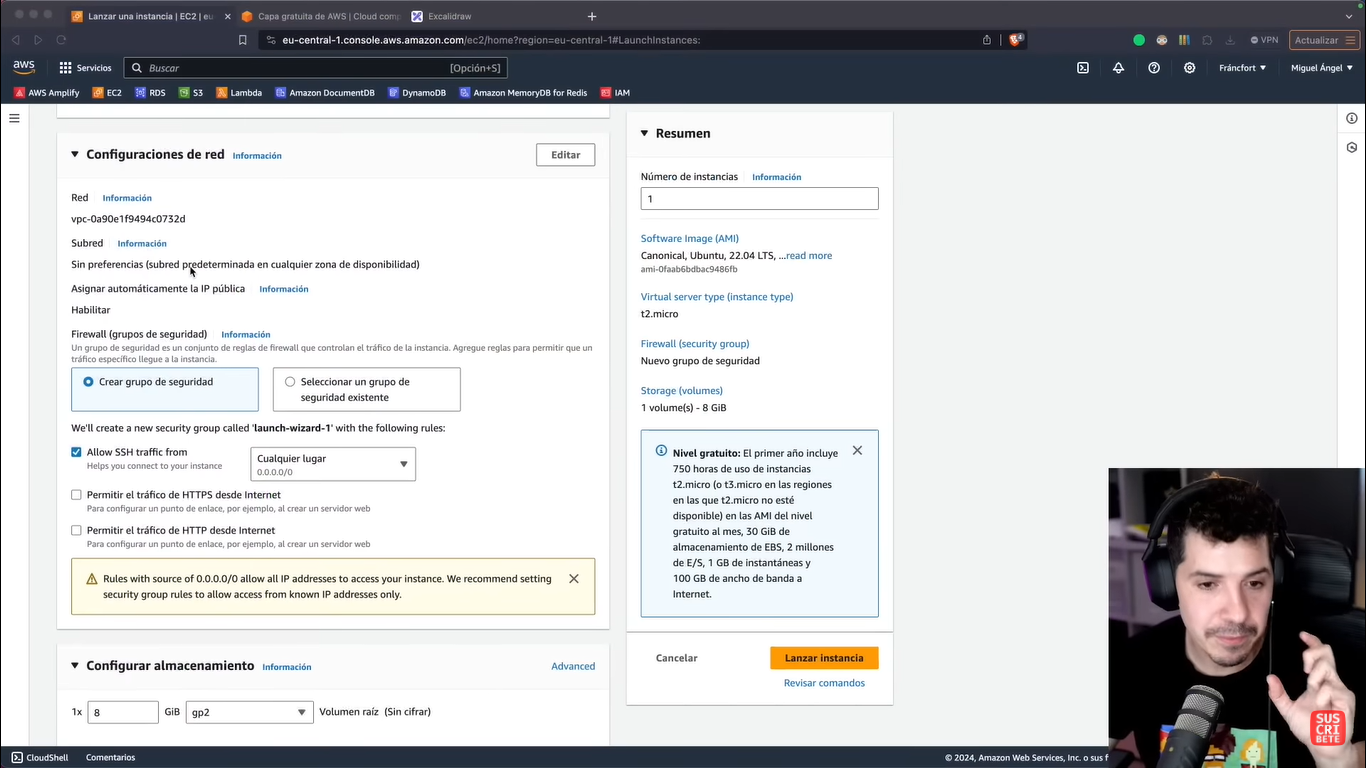 Lanzar una instancia | EC2 | eu
Capa gratuita de AWS | Cloud comp
Excalidraw
eu-central-1.console.aws.amazon.com/ec2/home?region=eu-central-1#LaunchInstances:
VPN
Actualizar
aws
Servicios
Buscar
[Opción+S]
Fráncfort
Miguel Ángel
AWS Amplify
EC2
RDS
S3
Lambda
Amazon DocumentDB
DynamoDB
Amazon MemoryDB for Redis
IAM
Configuraciones de red Información
Editar
Red Información
vpc-0a90e1f9494c0732d
Subred Información
Sin preferencias (subred predeterminada en cualquier zona de disponibilidad)
Asignar automáticamente la IP pública Información
Habilitar
Firewall (grupos de seguridad) Información
Un grupo de seguridad es un conjunto de reglas de firewall que controlan el tráfico de la instancia. Agregue reglas para permitir que un
tráfico específico llegue a la instancia.
Crear grupo de seguridad
Seleccionar un grupo de
seguridad existente
We'll create a new security group called 'launch-wizard-1' with the following rules:
Allow SSH traffic from
Helps you connect to your instance
Cualquier lugar
0.0.0.0/0
Permitir el tráfico de HTTPS desde Internet
Para configurar un punto de enlace, por ejemplo, al crear un servidor web
Permitir el tráfico de HTTP desde Internet
Para configurar un punto de enlace, por ejemplo, al crear un servidor web
Rules with source of 0.0.0.0/0 allow all IP addresses to access your instance. We recommend setting
security group rules to allow access from known IP addresses only.
Configurar almacenamiento Información
Advanced
1x 8 GiB gp2 Volumen raíz (Sin cifrar)
Resumen
Número de instancias Información
1
Software Image (AMI)
Canonical, Ubuntu, 22.04 LTS, ...read more
ami-0faab6bdbac9486fb
Virtual server type (instance type)
t2.micro
Firewall (security group)
Nuevo grupo de seguridad
Storage (volumes)
1 volume(s) - 8 GiB
Nivel gratuito: El primer año incluye
750 horas de uso de instancias
t2.micro (o t3.micro en las regiones
en las que t2.micro no esté
disponible) en las AMI del nivel
gratuito al mes, 30 GiB de
almacenamiento de EBS, 2 millones
de E/S, 1 GB de instantáneas y
100 GB de ancho de banda a
Internet.
Cancelar
Lanzar instancia
Revisar comandos
SUS
CRI
BETE
CloudShell
Comentarios
© 2024, Amazon Web Services, Inc. o sus f